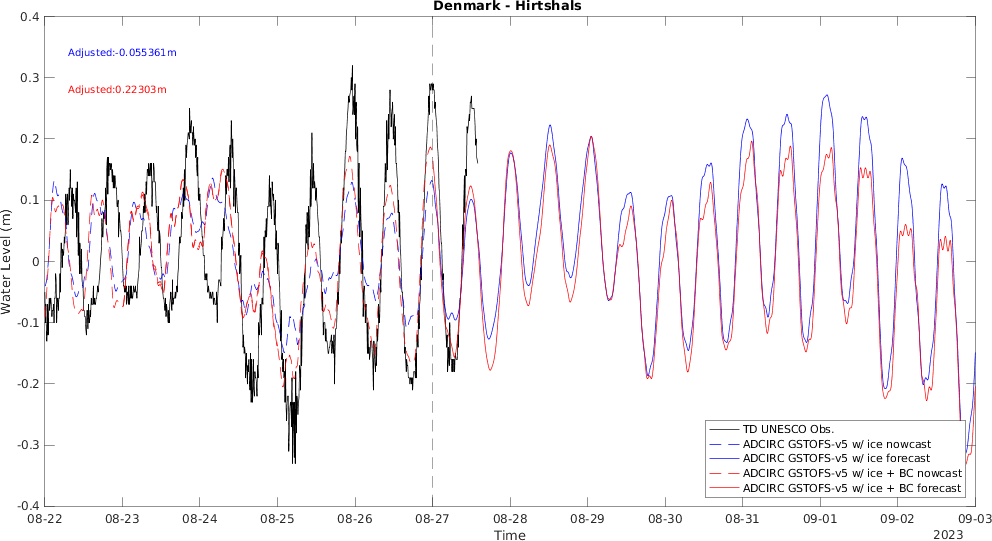 Denmark - Hirtshals
Adjusted:-0.055361m
Adjusted:0.22303m
Water Level (m)
0.4
0.3
0.2
0.1
0
-0.1
-0.2
-0.3
-0.4
TD UNESCO Obs.
ADCIRC GSTOFS-v5 w/ ice nowcast
ADCIRC GSTOFS-v5 w/ ice forecast
ADCIRC GSTOFS-v5 w/ ice + BC nowcast
ADCIRC GSTOFS-v5 w/ ice + BC forecast
08-22 08-23 08-24 08-25 08-26 08-27 08-28 08-29 08-30 08-31 09-01 09-02 09-03
Time
2023